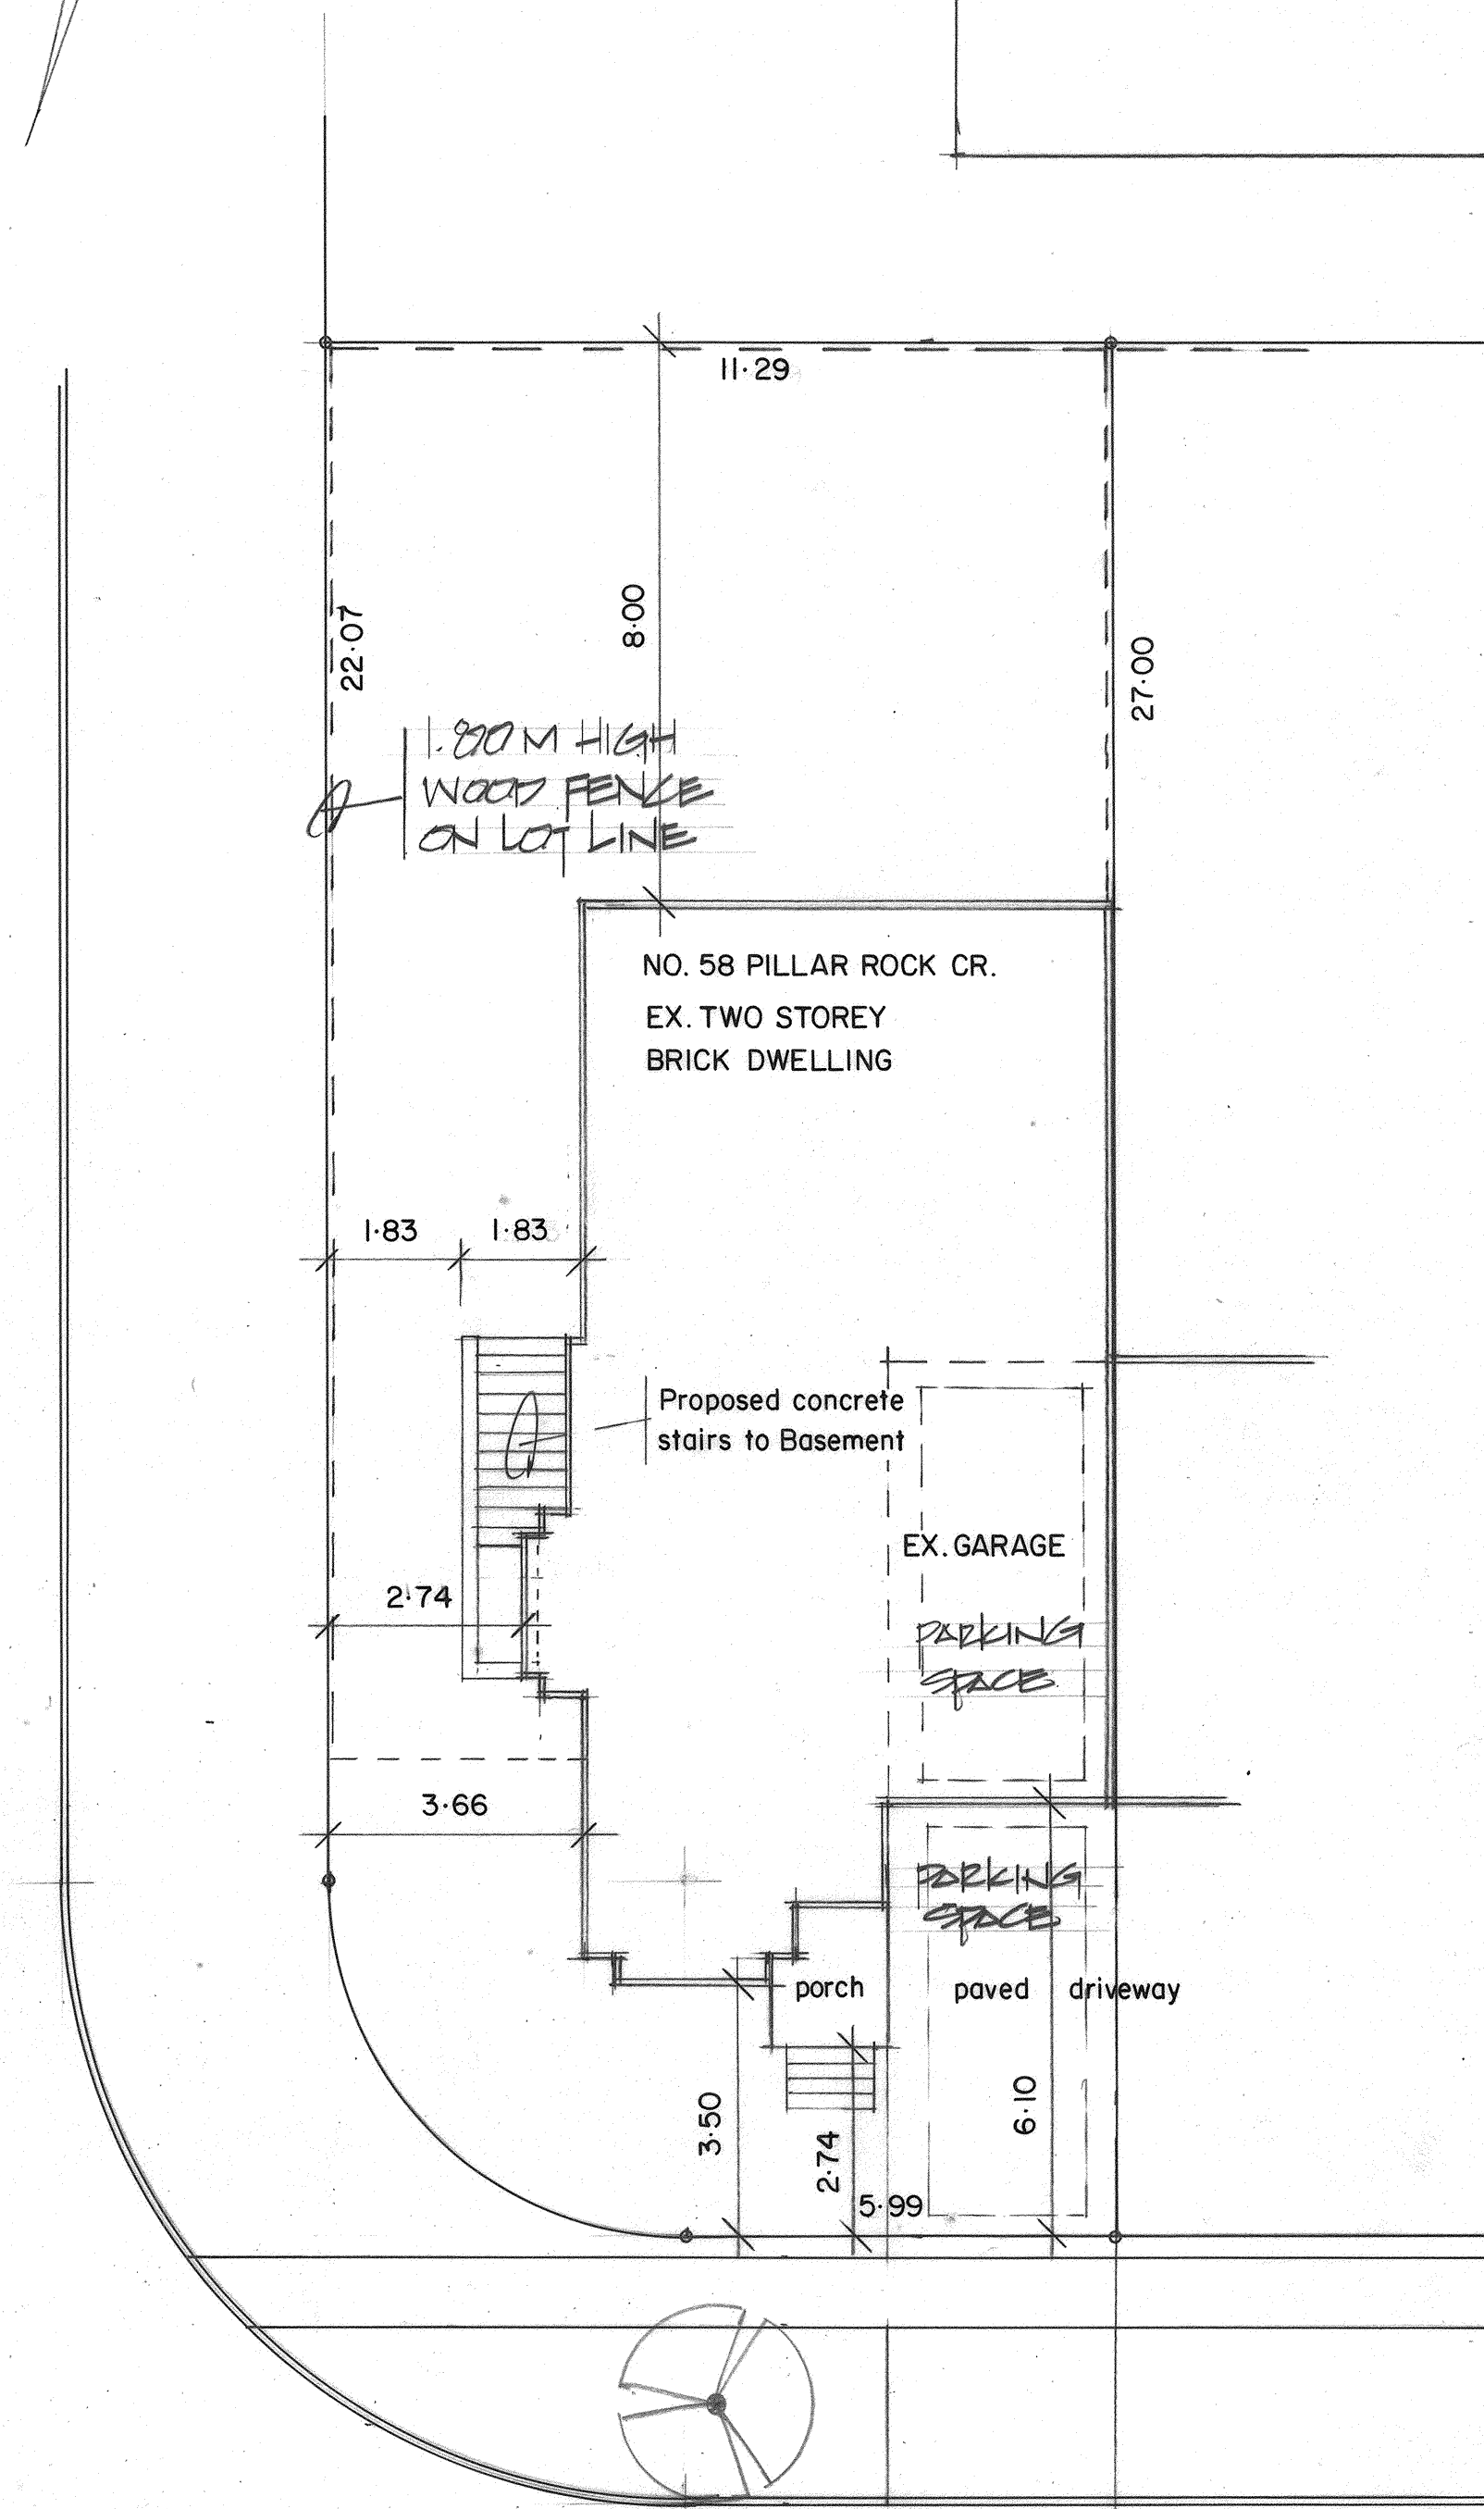 11·29
8·00
22·07
27·00
1.80 M HIGH
WOOD FENCE
ON LOT LINE
NO. 58 PILLAR ROCK CR.
EX. TWO STOREY
BRICK DWELLING
1·83
1·83
Proposed concrete
stairs to Basement
EX. GARAGE
2·74
PARKING
SPACE
3·66
PARKING
SPACE
porch
paved driveway
3·50
2·74
6·10
5·99